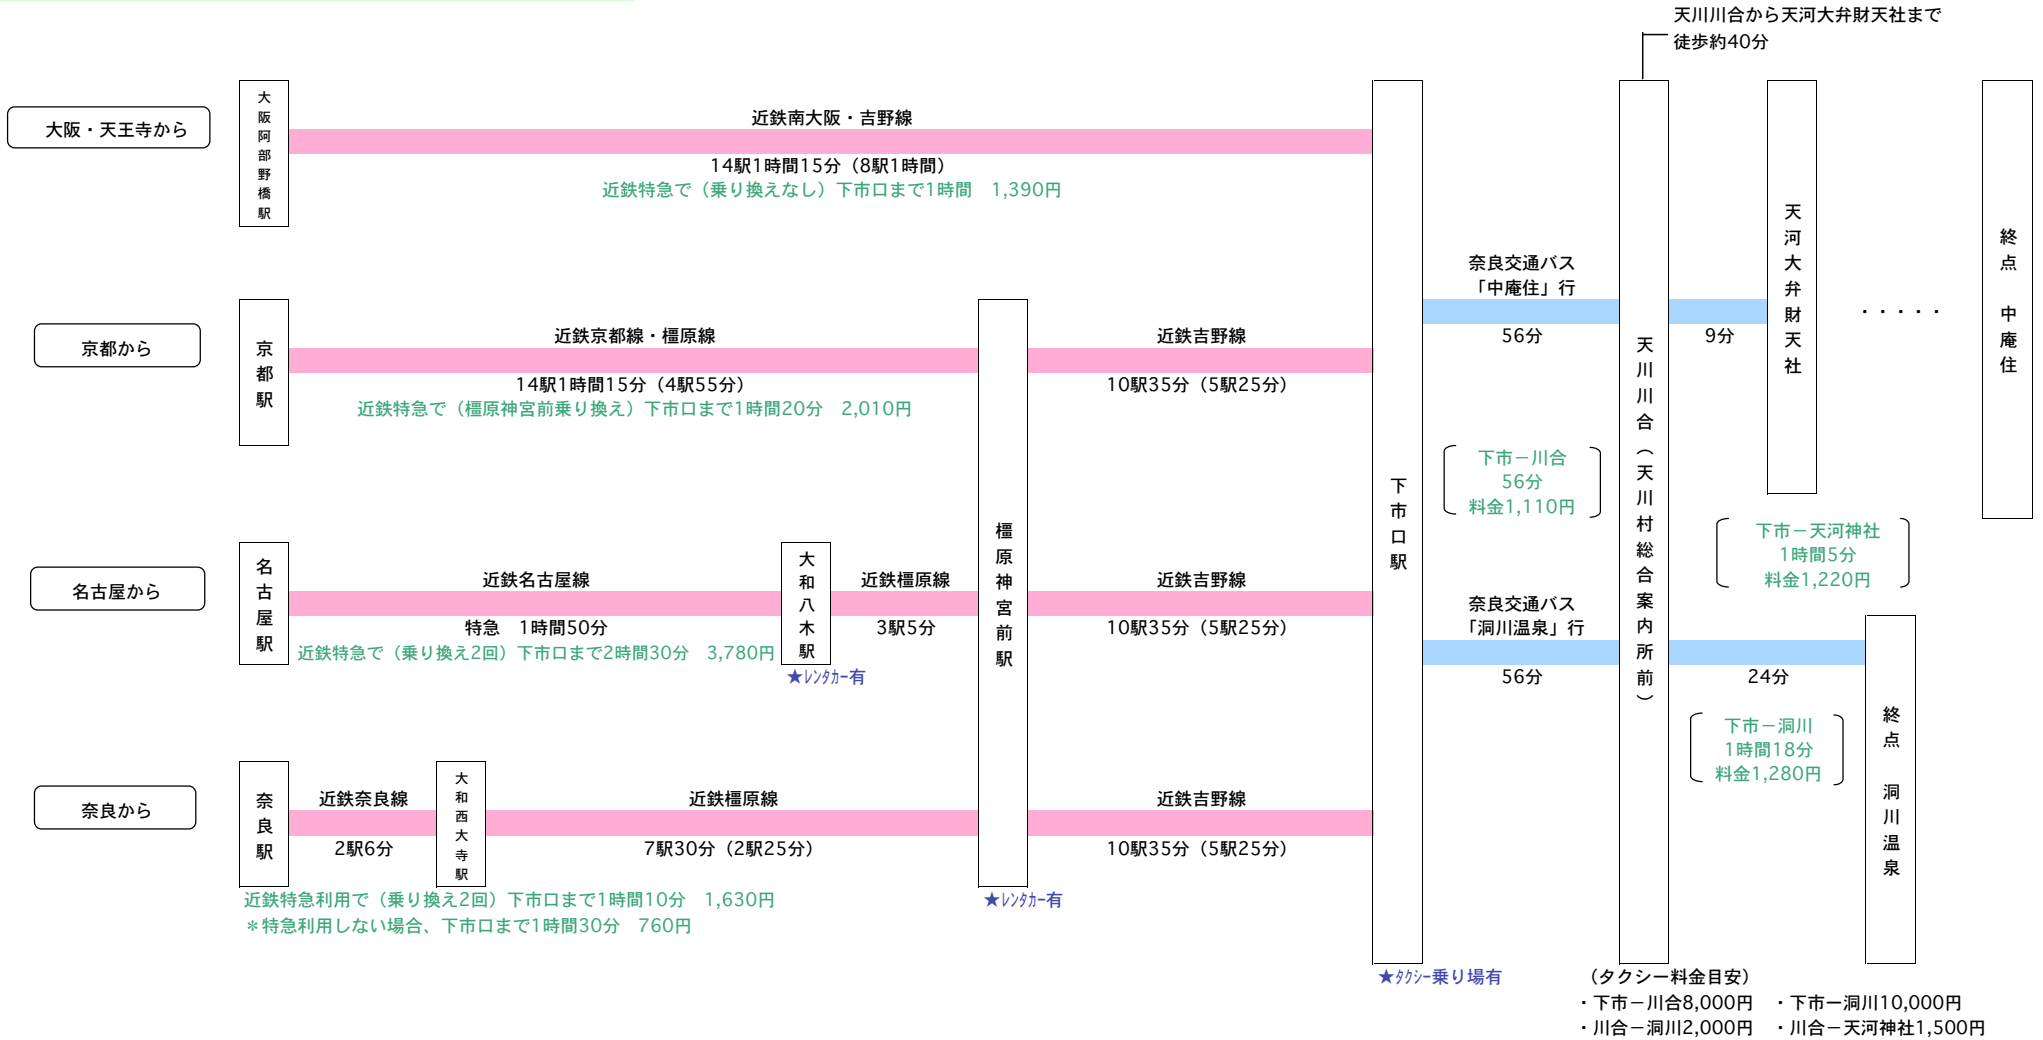 天川川合から天河大弁財天社まで
徒歩約40分
大阪・天王寺から
大阪阿部野橋駅
近鉄南大阪・吉野線
14駅1時間15分（8駅1時間）
近鉄特急で（乗り換えなし）下市口まで1時間　1,390円
京都から
京都駅
近鉄京都線・橿原線
14駅1時間15分（4駅55分）
近鉄特急で（橿原神宮前乗り換え）下市口まで1時間20分　2,010円
近鉄吉野線
10駅35分（5駅25分）
名古屋から
名古屋駅
近鉄名古屋線
特急　1時間50分
近鉄特急で（乗り換え2回）下市口まで2時間30分　3,780円
大和八木駅
★ﾚﾝﾀｶｰ有
近鉄橿原線
3駅5分
近鉄吉野線
10駅35分（5駅25分）
奈良から
奈良駅
近鉄奈良線
2駅6分
大和西大寺駅
近鉄橿原線
7駅30分（2駅25分）
近鉄特急利用で（乗り換え2回）下市口まで1時間10分　1,630円
＊特急利用しない場合、下市口まで1時間30分　760円
橿原神宮前駅
★ﾚﾝﾀｶｰ有
近鉄吉野線
10駅35分（5駅25分）
下市口駅
★ﾀｸｼｰ乗り場有
奈良交通バス
「中庵住」行
56分
下市－川合
56分
料金1,110円
奈良交通バス
「洞川温泉」行
56分
天川川合（天川村総合案内所前）
9分
天河大弁財天社
・・・・・
終点　中庵住
下市－天河神社
1時間5分
料金1,220円
24分
下市－洞川
1時間18分
料金1,280円
終点　洞川温泉
（タクシー料金目安）
・下市－川合8,000円　・下市ー洞川10,000円
・川合－洞川2,000円　・川合－天河神社1,500円